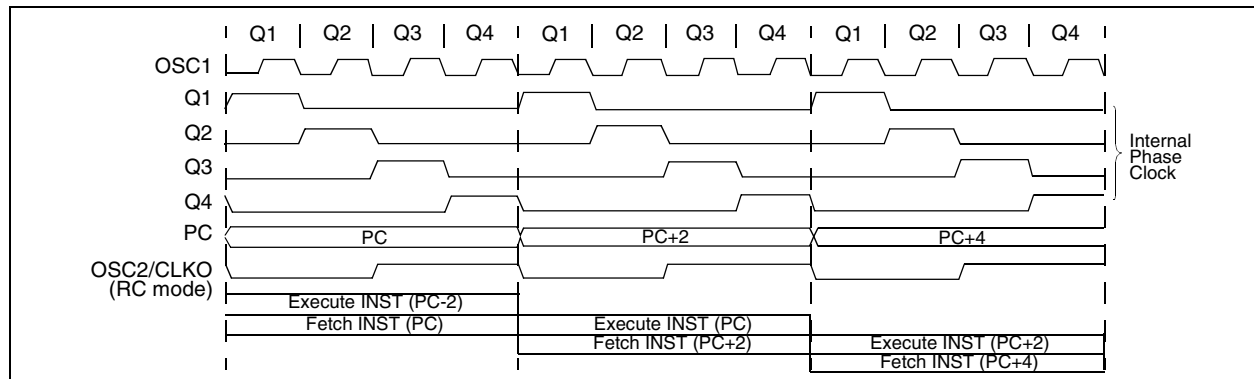 Q1 | Q2 | Q3 | Q4 | Q1 | Q2 | Q3 | Q4 | Q1 | Q2 | Q3 | Q4
OSC1
Q1
Q2
Q3
Q4
Internal
Phase
Clock
PC
PC
PC+2
PC+4
OSC2/CLKO
(RC mode)
Execute INST (PC-2)
Fetch INST (PC)
Execute INST (PC)
Fetch INST (PC+2)
Execute INST (PC+2)
Fetch INST (PC+4)